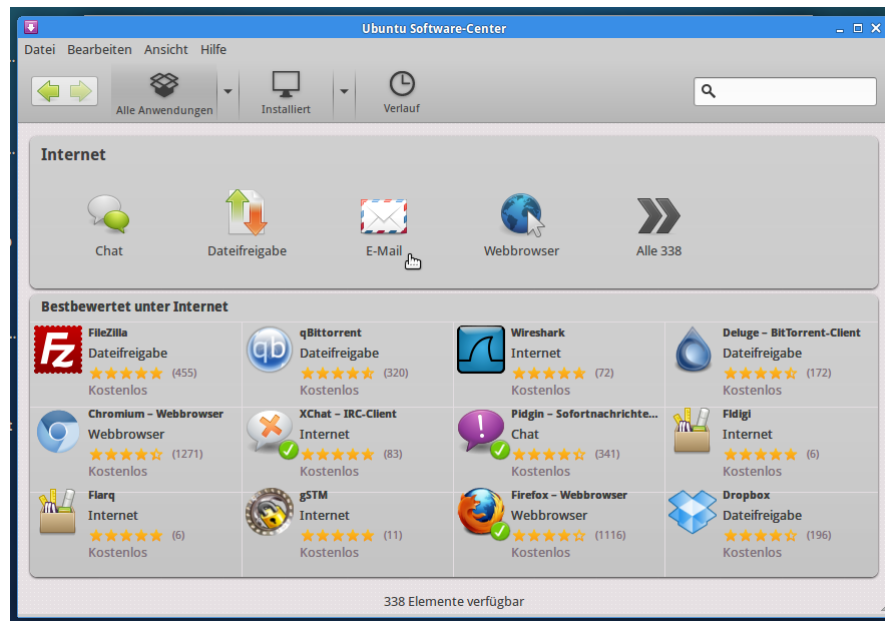 Ubuntu Software-Center
Datei Bearbeiten Ansicht Hilfe
Alle Anwendungen Installiert Verlauf
Internet
Chat Dateifreigabe E-Mail Webbrowser Alle 338
Bestbewertet unter Internet
FileZilla
Dateifreigabe
(455)
Kostenlos
qBittorrent
Dateifreigabe
(320)
Kostenlos
Wireshark
Internet
(72)
Kostenlos
Deluge – BitTorrent-Client
Dateifreigabe
(172)
Kostenlos
Chromium – Webbrowser
Webbrowser
(1271)
Kostenlos
XChat – IRC-Client
Internet
(83)
Kostenlos
Pidgin – Sofortnachrichte...
Chat
(341)
Kostenlos
Fldigi
Internet
(6)
Kostenlos
Flarq
Internet
(6)
Kostenlos
gSTM
Internet
(11)
Kostenlos
Firefox – Webbrowser
Webbrowser
(1116)
Kostenlos
Dropbox
Dateifreigabe
(196)
Kostenlos
338 Elemente verfügbar